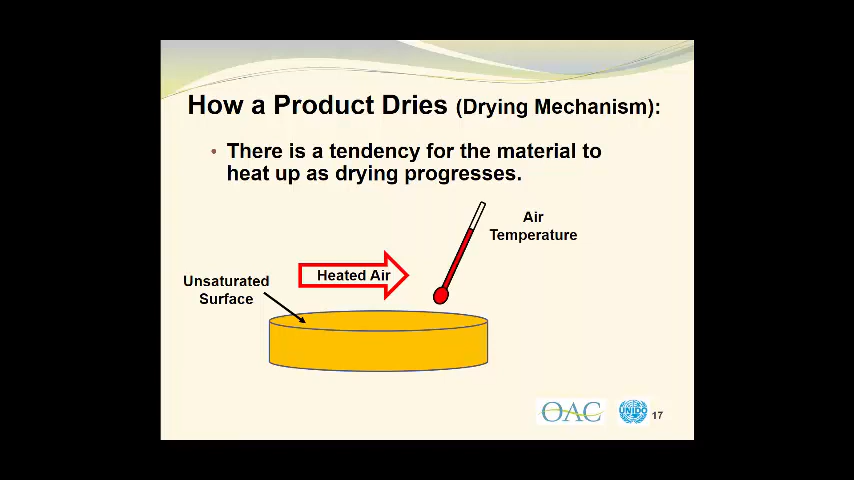 How a Product Dries (Drying Mechanism):
• There is a tendency for the material to
heat up as drying progresses.
Air
Temperature
Heated Air
Unsaturated
Surface
OAC
UNIDO
17